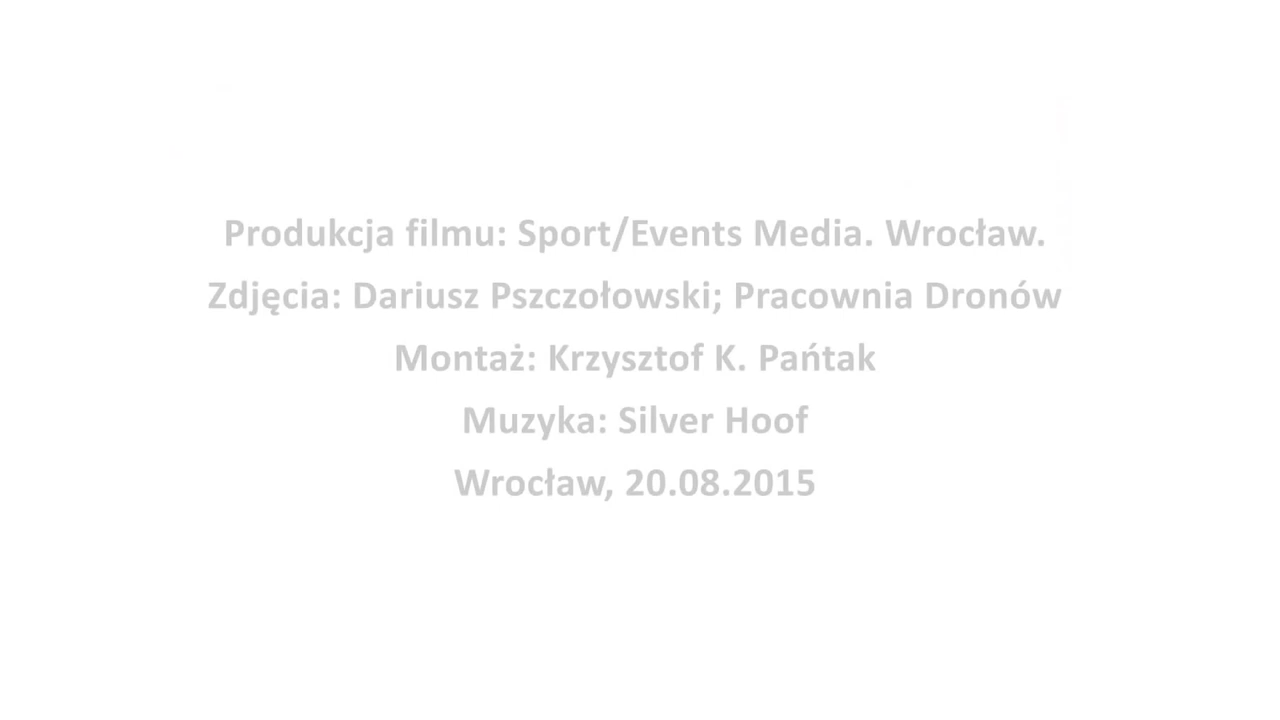 Produkcja filmu: Sport/Events Media. Wrocław.
Zdjęcia: Dariusz Pszczołowski; Pracownia Dronów
Montaż: Krzysztof K. Pańtak
Muzyka: Silver Hoof
Wrocław, 20.08.2015